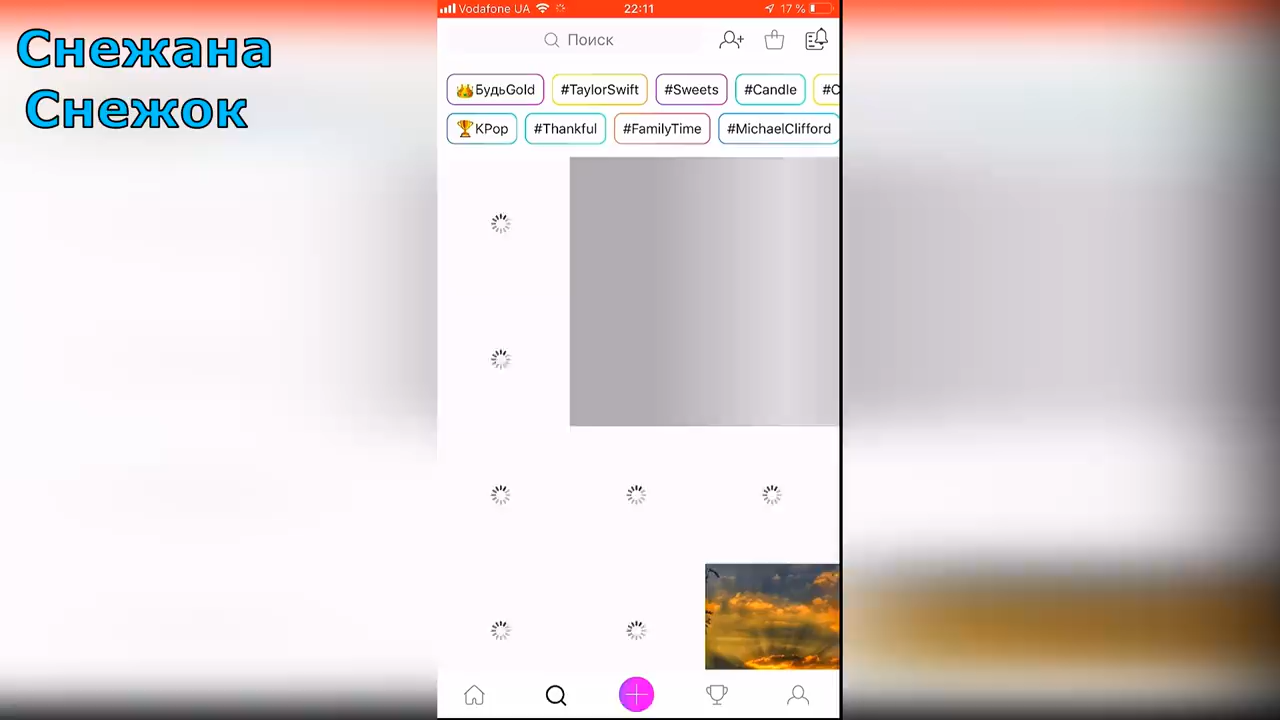 Снежана
Снежок
Vodafone UA 22:11 17 %
Поиск
БудьGold #TaylorSwift #Sweets #Candle
KPop #Thankful #FamilyTime #MichaelClifford